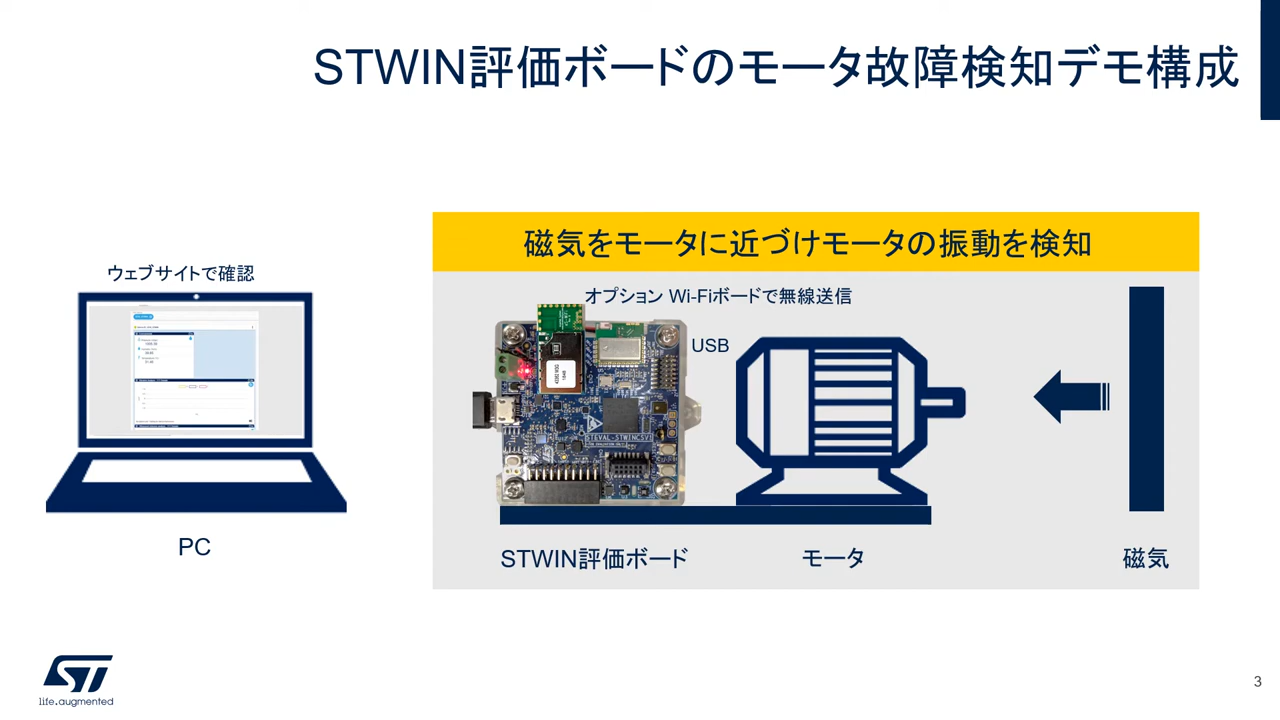 STWIN評価ボードのモータ故障検知デモ構成
磁気をモータに近づけモータの振動を検知
ウェブサイトで確認
オプション Wi-Fiボードで無線送信
USB
STEVAL-STWINCSV1
PC
STWIN評価ボード
モータ
磁気
ST
life.augmented
3